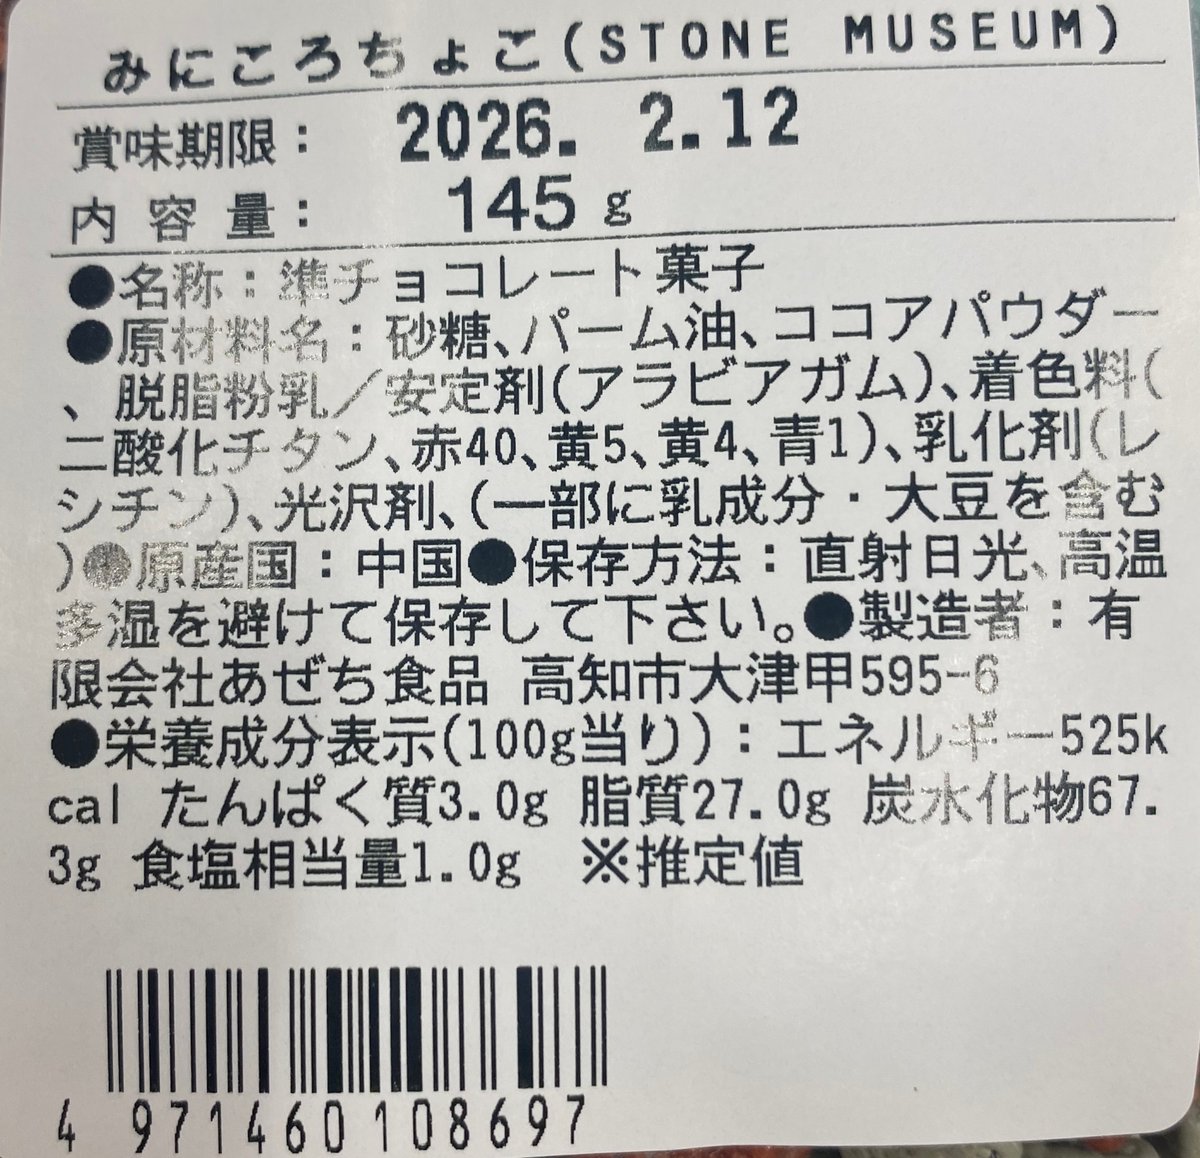 みにころちょこ(STONE MUSEUM)
賞味期限: 2026. 2.12
内容量: 145g
●名称:準チョコレート菓子
●原材料名:砂糖、パーム油、ココアパウダー
、脱脂粉乳/安定剤(アラビアガム)、着色料(
二酸化チタン、赤40、黄5、黄4、青1)、乳化剤(レ
シチン)、光沢剤、(一部に乳成分・大豆を含む
)●原産国:中国●保存方法:直射日光、高温
多湿を避けて保存して下さい。●製造者:有
限会社あぜち食品 高知市大津甲595-6
●栄養成分表示(100g当り):エネルギー525k
cal たんぱく質3.0g 脂質27.0g 炭水化物67.
3g 食塩相当量1.0g ※推定値
4 971460 108697